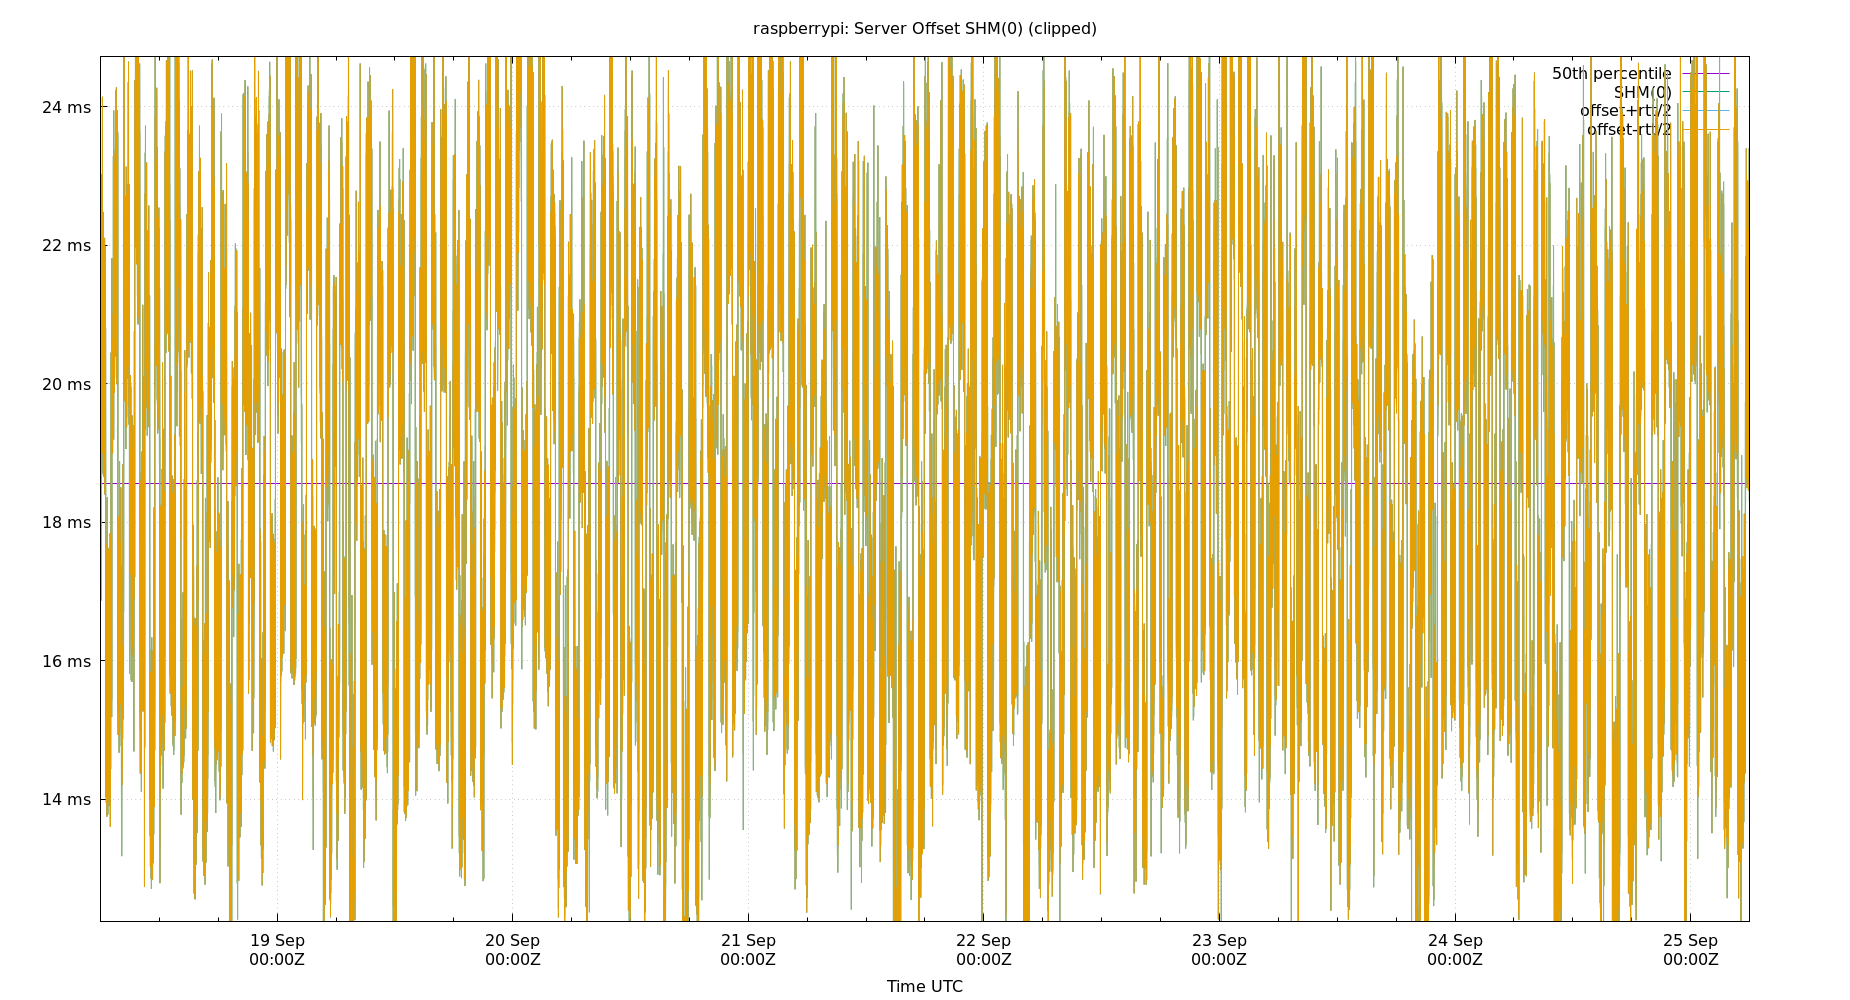 raspberrypi: Server Offset SHM(0) (clipped)
50th percentile
SHM(0)
offset+rtt/2
offset-rtt/2
24 ms
22 ms
20 ms
18 ms
16 ms
14 ms
19 Sep 20 Sep 21 Sep 22 Sep 23 Sep 24 Sep 25 Sep
00:00Z 00:00Z 00:00Z 00:00Z 00:00Z 00:00Z 00:00Z
Time UTC